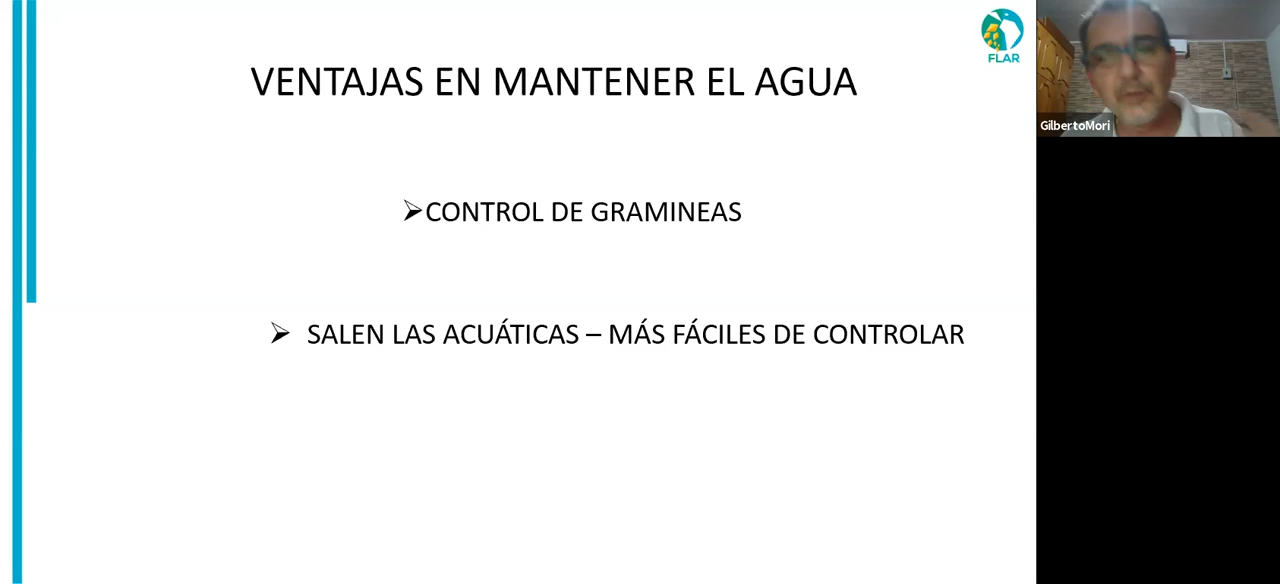 FLAR
VENTAJAS EN MANTENER EL AGUA
GilbertoMori
➢CONTROL DE GRAMINEAS
➢ SALEN LAS ACUÁTICAS – MÁS FÁCILES DE CONTROLAR